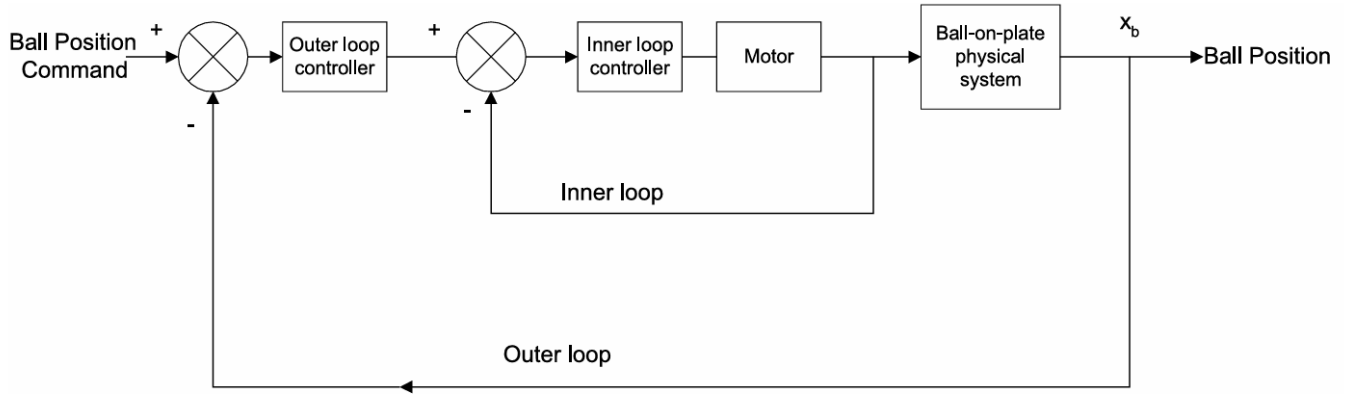 Ball Position
Command
+
-
Outer loop
controller
+
-
Inner loop
controller
Motor
Ball-on-plate
physical
system
xb
Ball Position
Inner loop
Outer loop